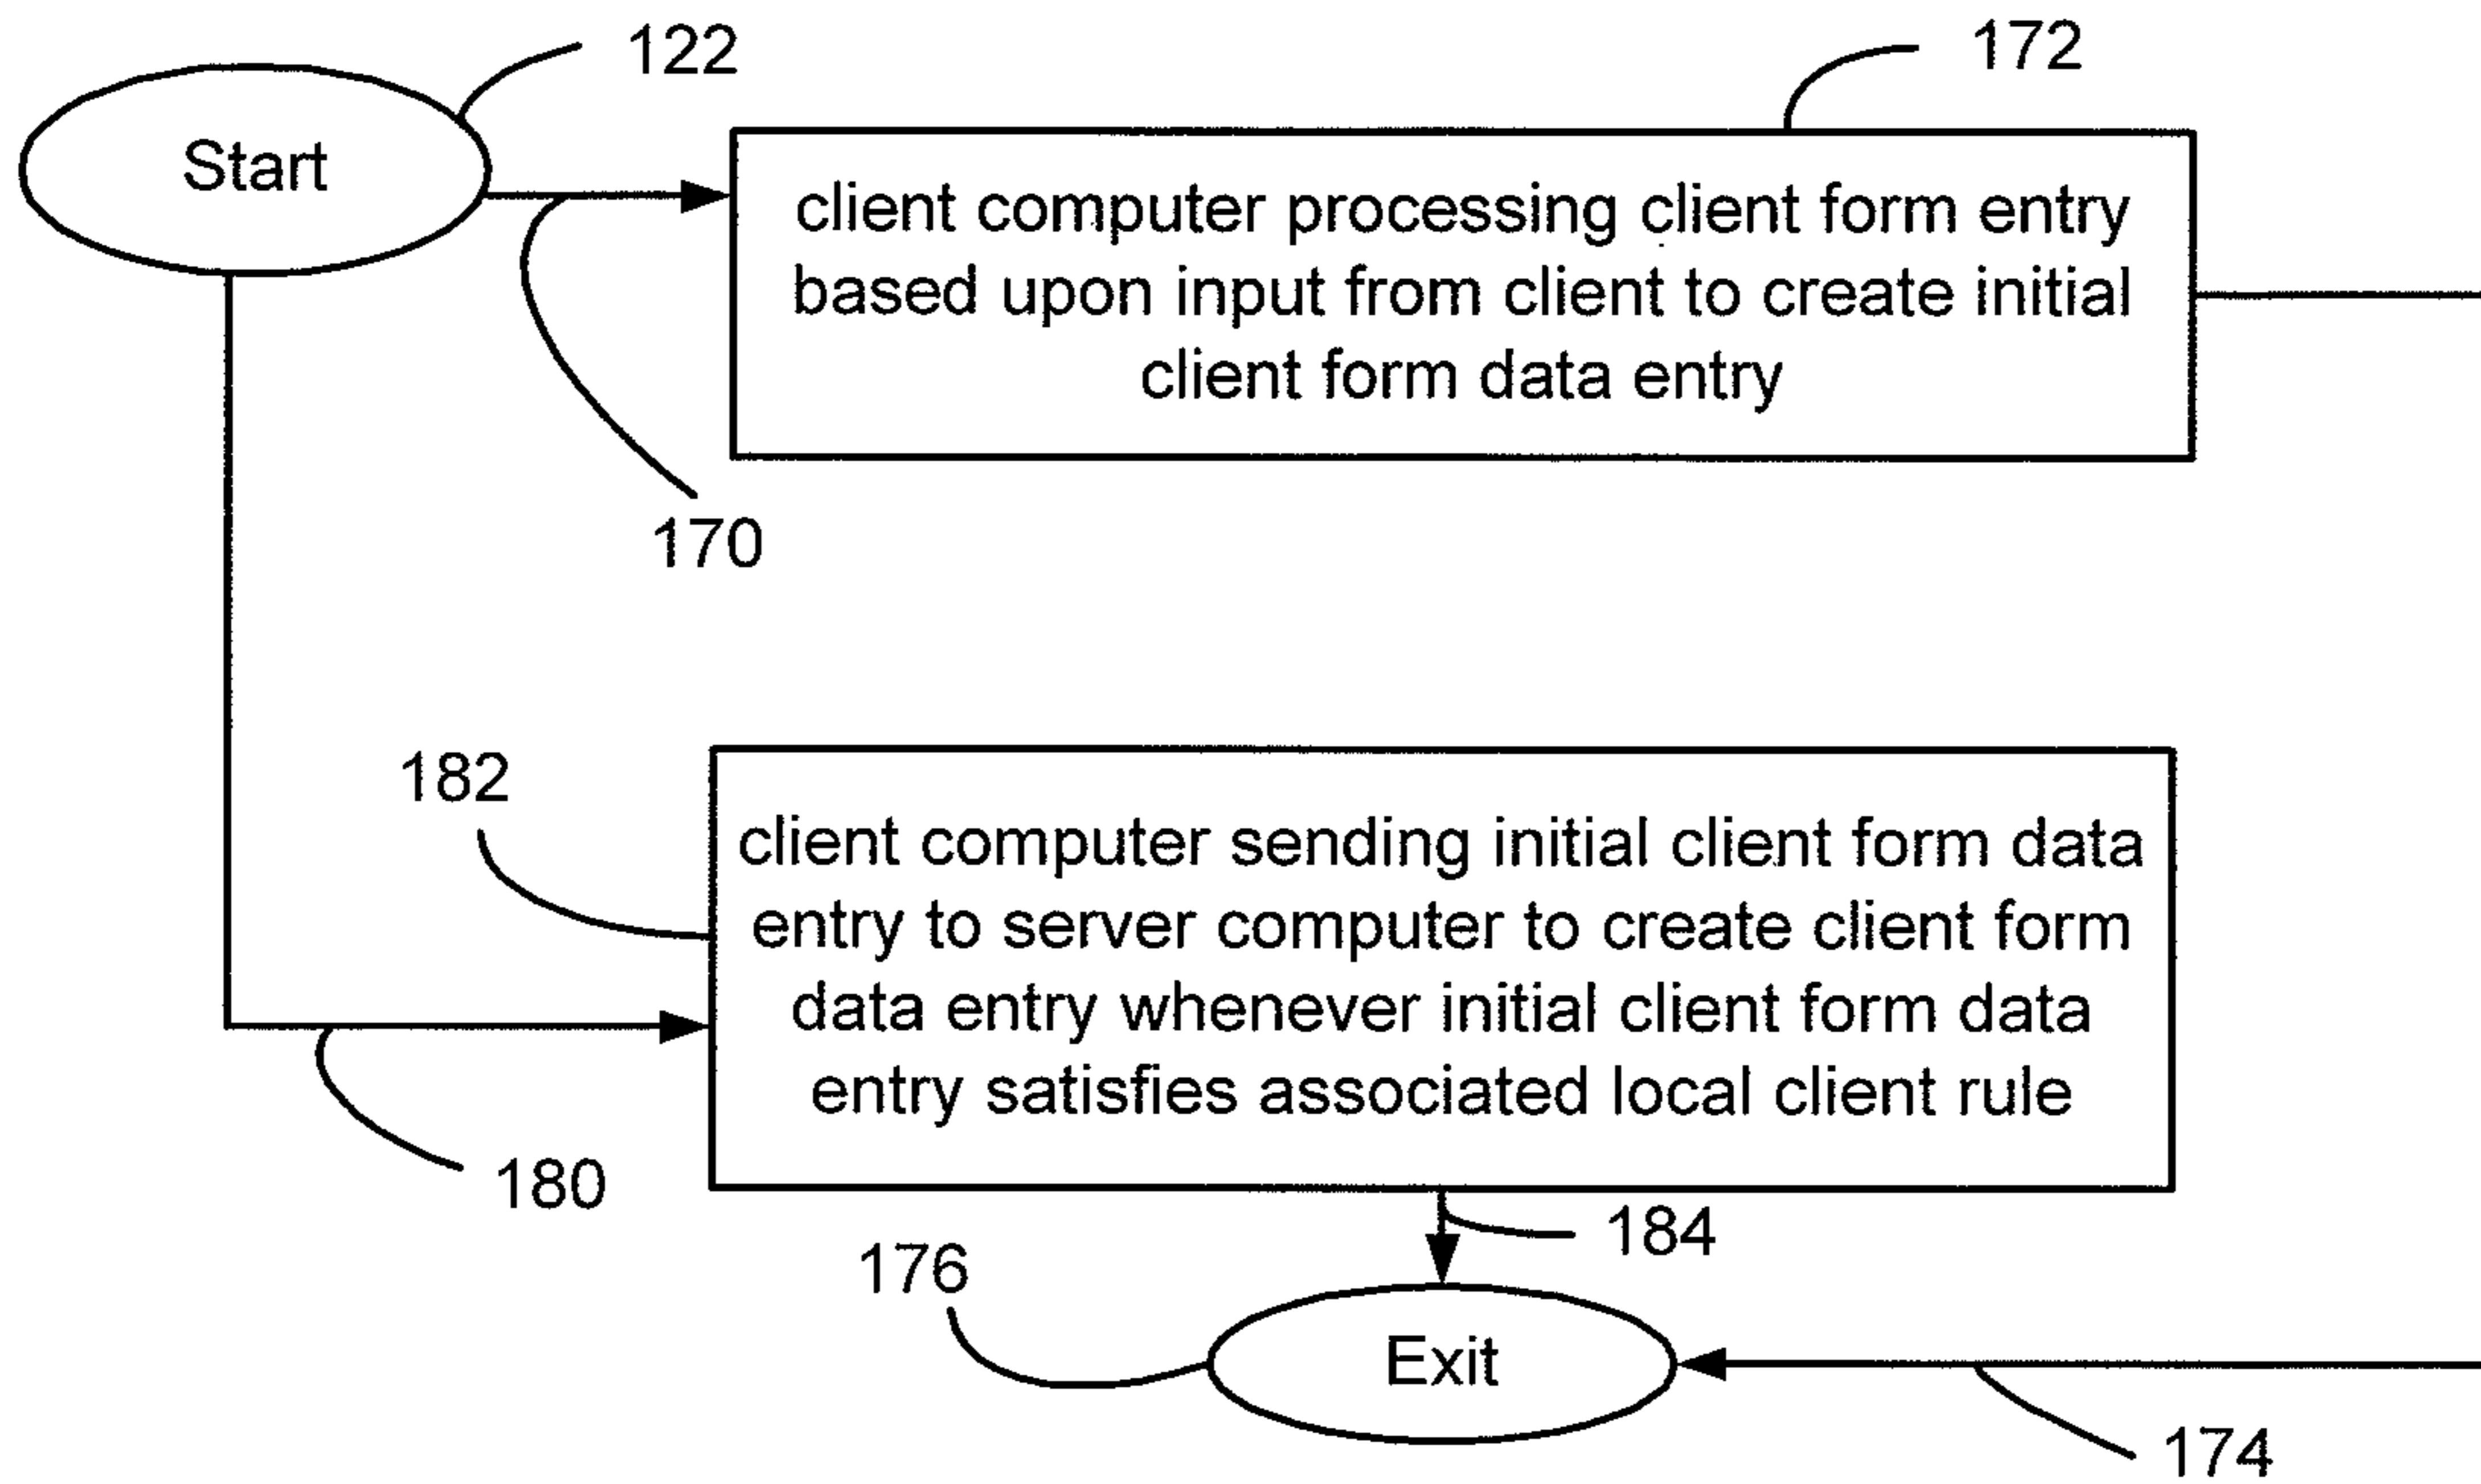 122
172
Start
client computer processing client form entry
based upon input from client to create initial
client form data entry
170
182
client computer sending initial client form data
entry to server computer to create client form
data entry whenever initial client form data
entry satisfies associated local client rule
180
184
176
Exit
174